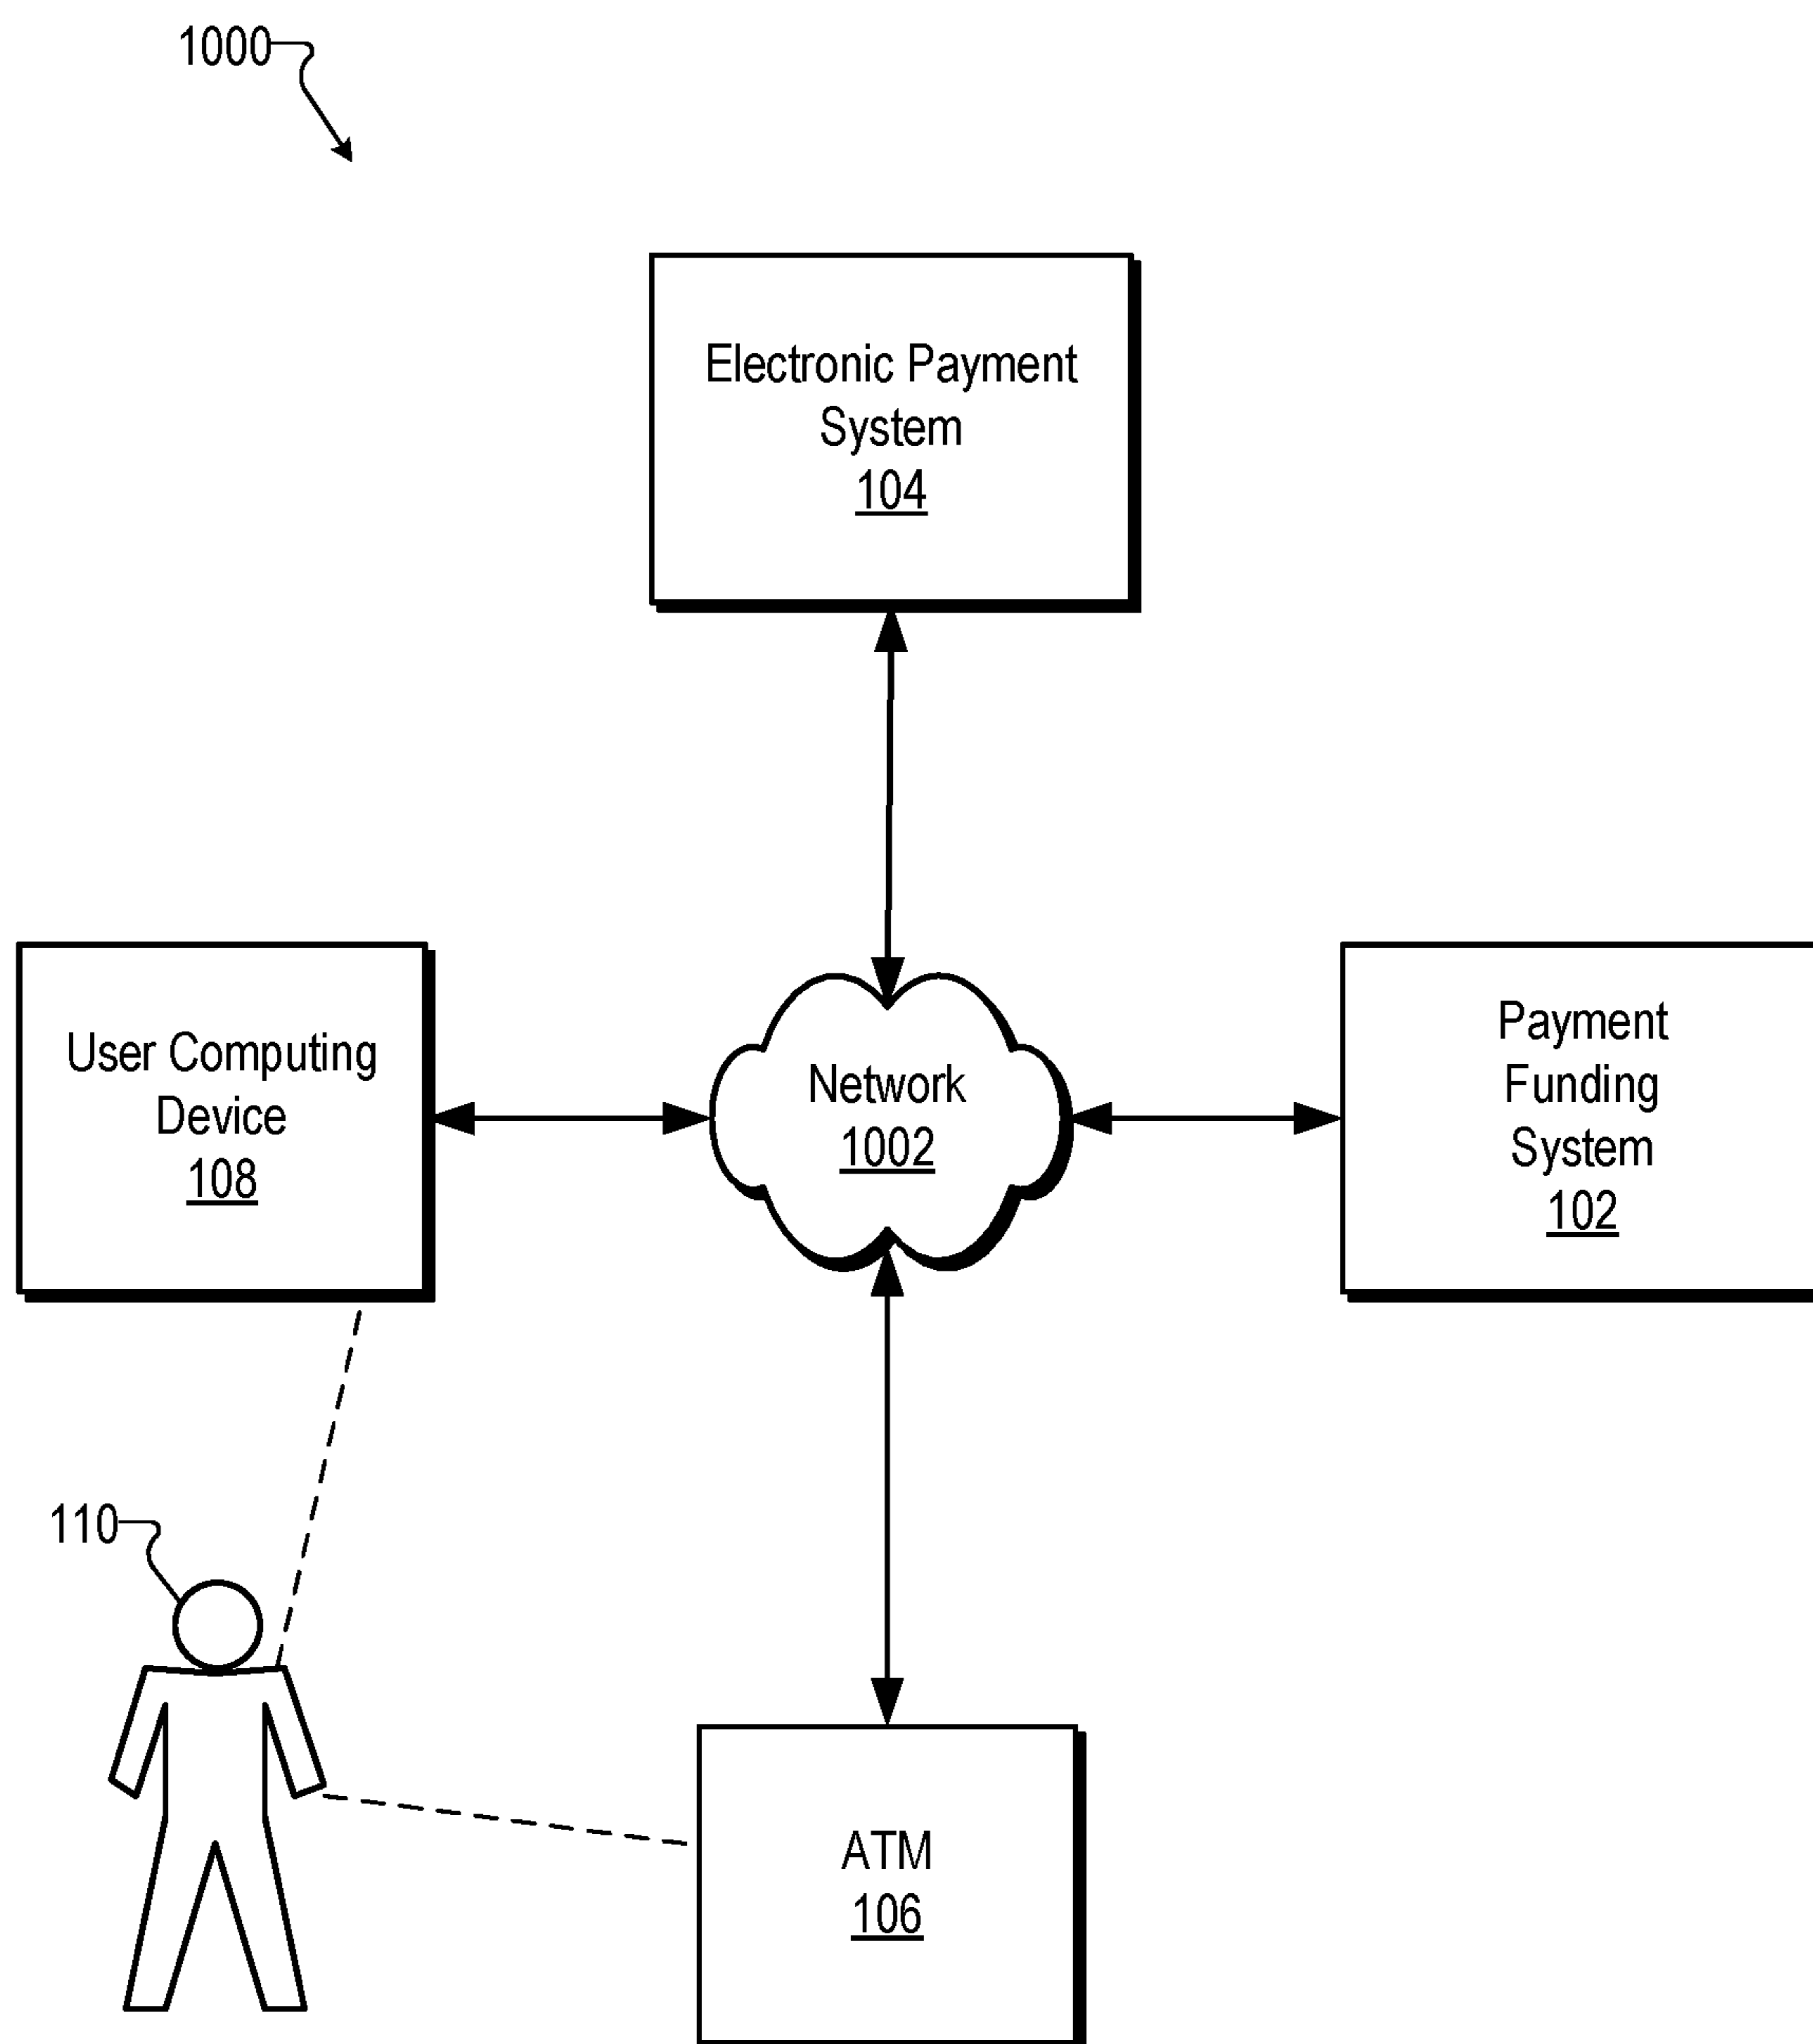 1000
Electronic Payment
System
104
User Computing
Device
108
Network
1002
Payment
Funding
System
102
110
ATM
106